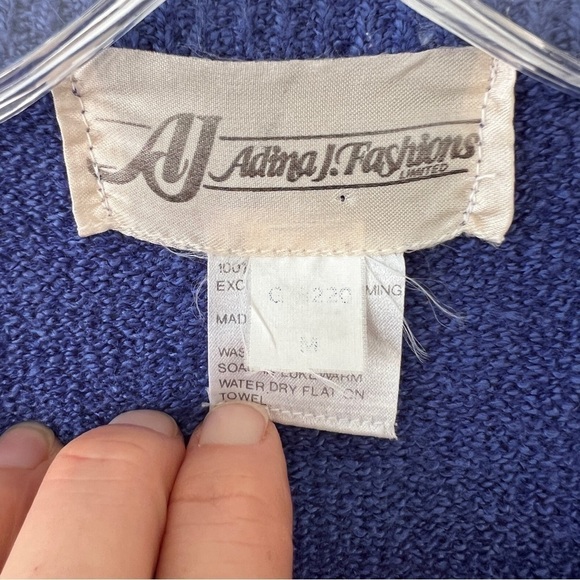 AJ Adina J. Fashions
LIMITED
100%
EXC MING
220
MAD
M
WAS
SOA LUKEWARM
WATER DRY FLAT ON
TOWEL